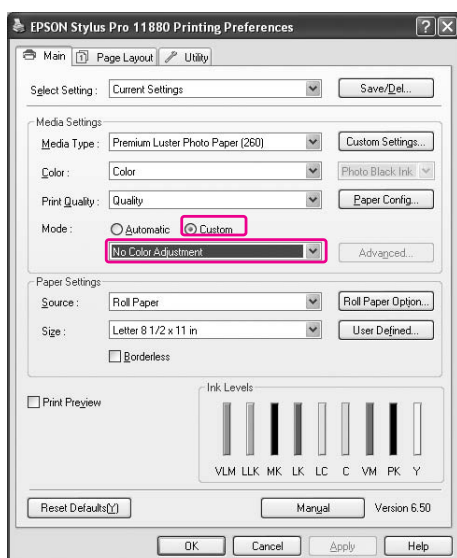 EPSON Stylus Pro 11880 Printing Preferences
Main Page Layout Utility
Select Setting : Current Settings Save/Del...
Media Settings
Media Type : Premium Luster Photo Paper (260) Custom Settings...
Color : Color Photo Black Ink
Print Quality : Quality Paper Config...
Mode : Automatic Custom
No Color Adjustment Advanced...
Paper Settings
Source : Roll Paper Roll Paper Option...
Size : Letter 8 1/2 x 11 in User Defined...
Borderless
Ink Levels
Print Preview
VLM LLK MK LK LC C VM PK Y
Reset Defaults(Y) Manual Version 6.50
OK Cancel Apply Help